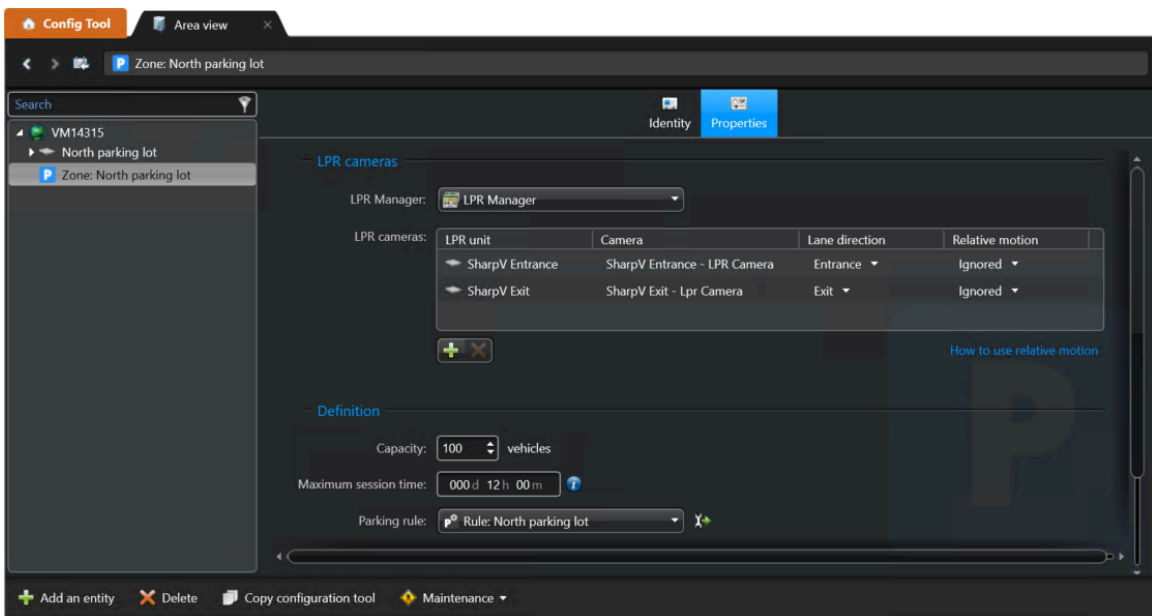 Config Tool
Area view
Zone: North parking lot
Search
VM14315
North parking lot
P Zone: North parking lot
Identity
Properties
LPR cameras
LPR Manager: LPR Manager
LPR cameras: LPR unit Camera Lane direction Relative motion
SharpV Entrance SharpV Entrance - LPR Camera Entrance Ignored
SharpV Exit SharpV Exit - Lpr Camera Exit Ignored
How to use relative motion
Definition
Capacity: 100 vehicles
Maximum session time: 000 d 12 h 00 m
Parking rule: Rule: North parking lot
Add an entity Delete Copy configuration tool Maintenance